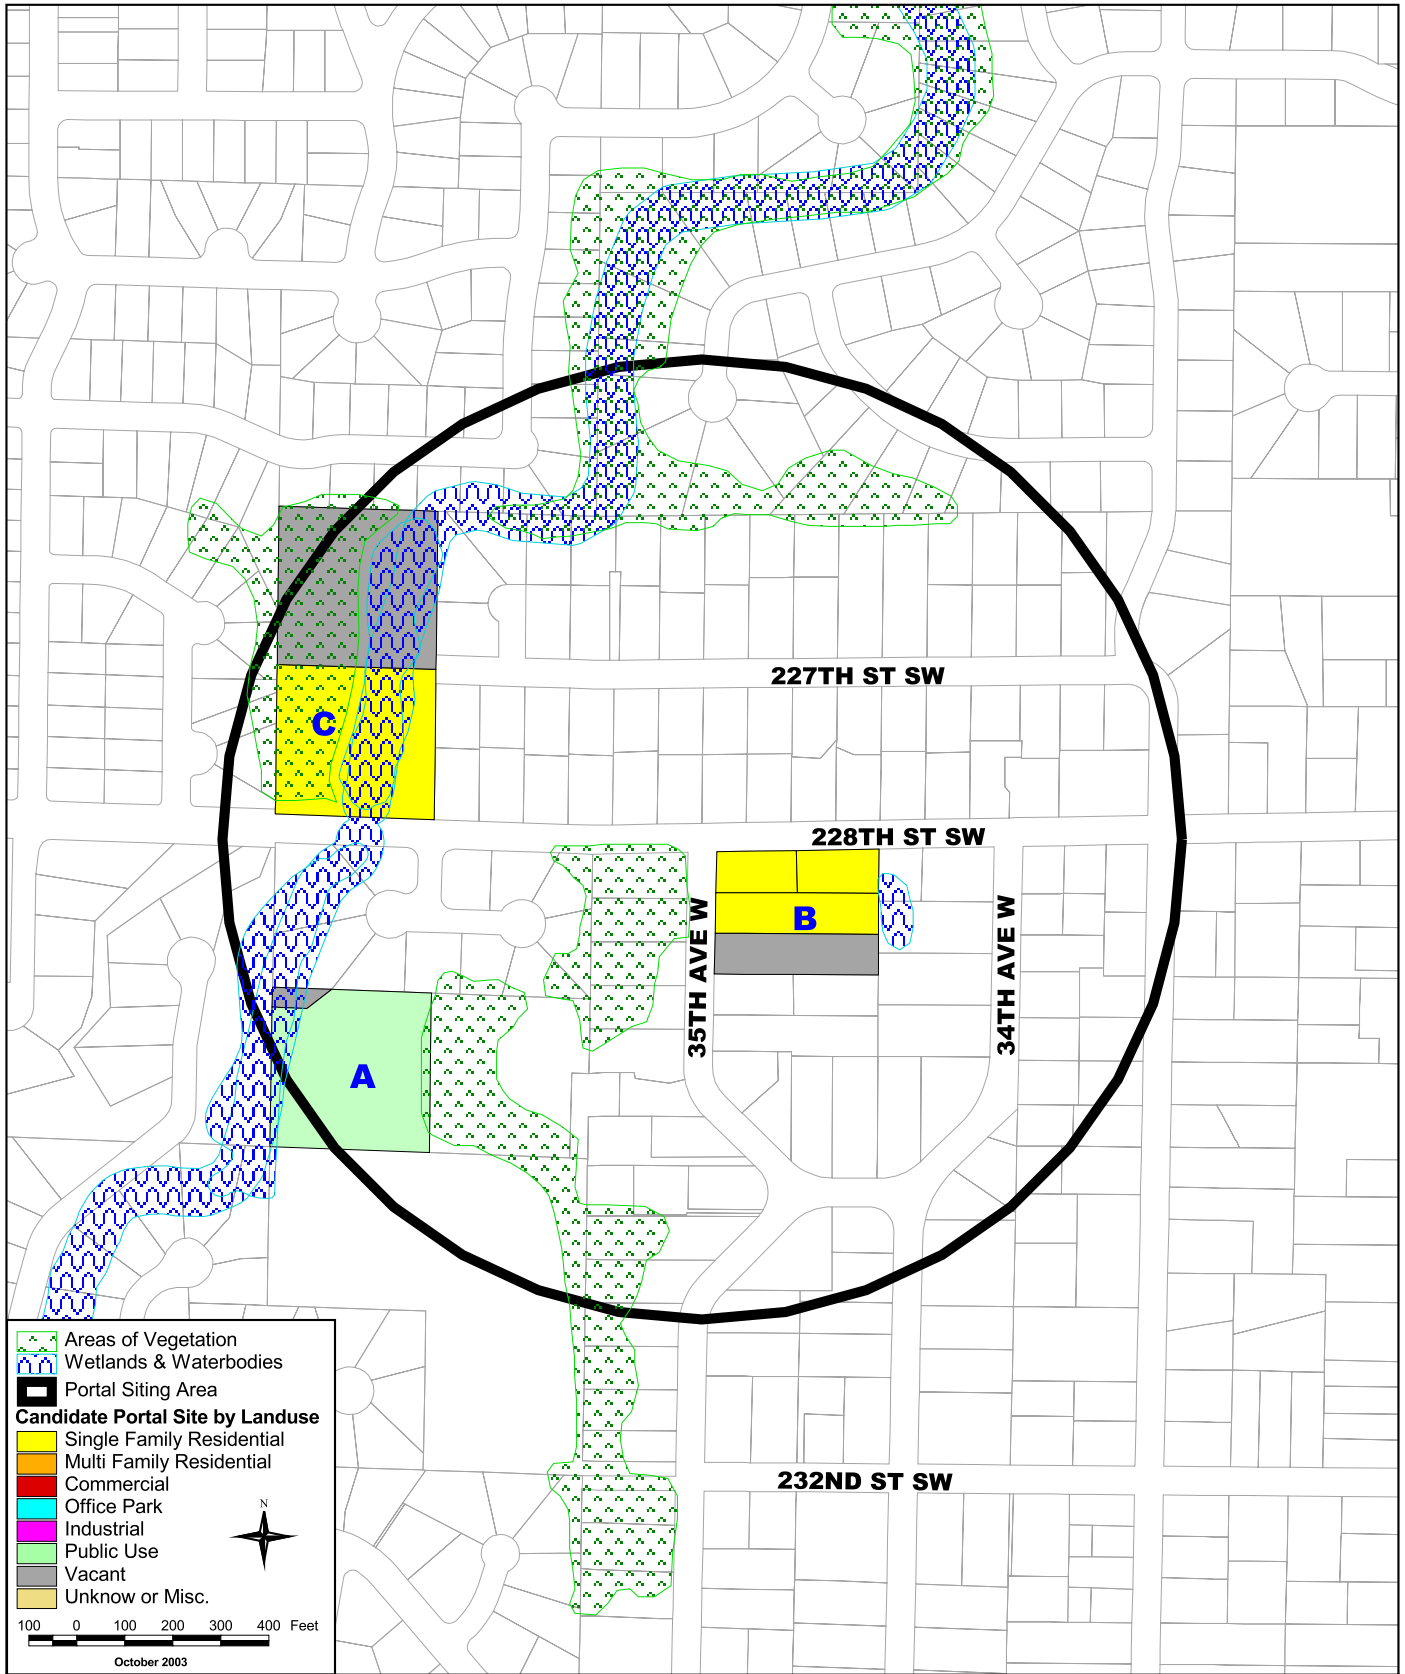 227TH ST SW
C
228TH ST SW
B
35TH AVE W
34TH AVE W
A
232ND ST SW
Areas of Vegetation
Wetlands & Waterbodies
Portal Siting Area
Candidate Portal Site by Landuse
Single Family Residential
Multi Family Residential
Commercial
Office Park
Industrial
Public Use
Vacant
Unknow or Misc.
N
100 0 100 200 300 400 Feet
October 2003